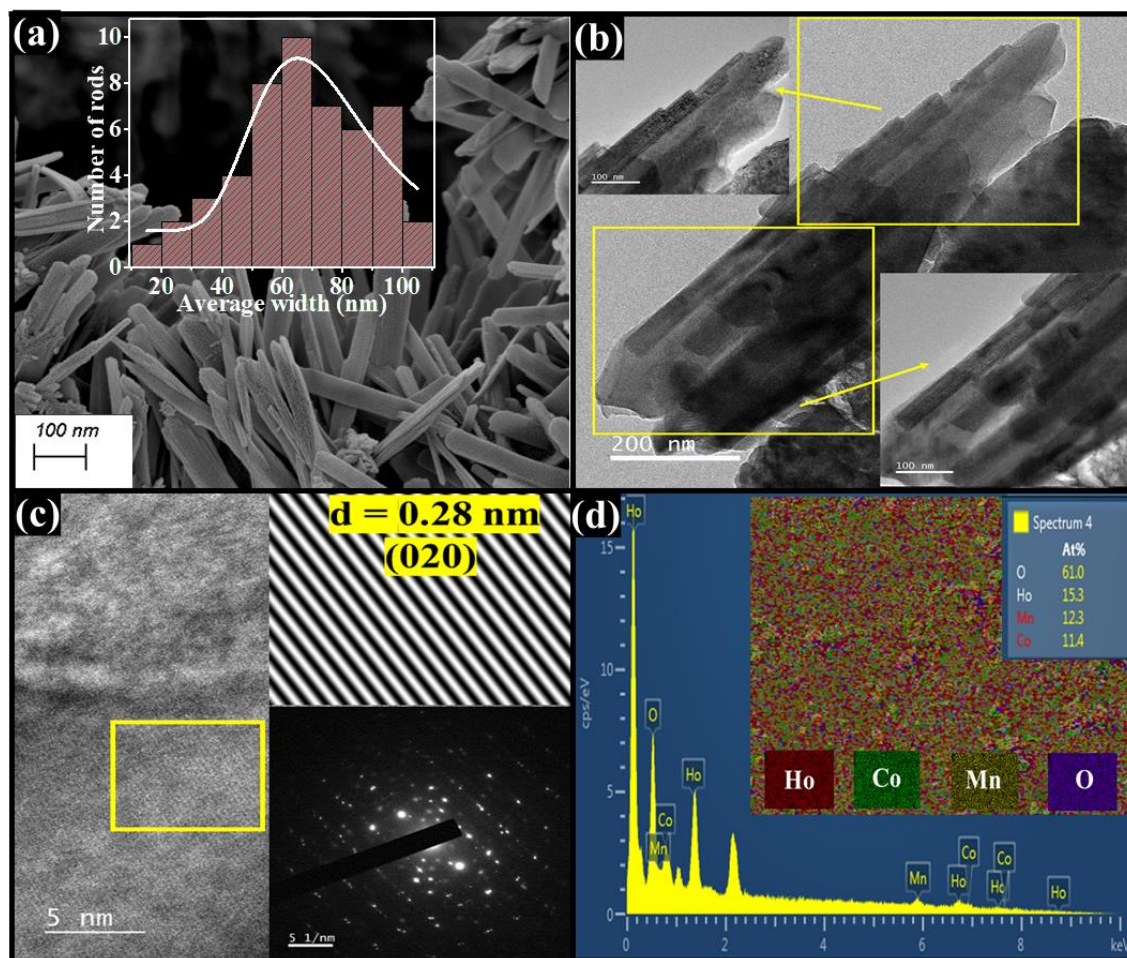 (a)
10
8
6
4
2
0
Number of rods
20 40 60 80 100
Average width (nm)
100 nm
(b)
100 nm
200 nm
100 nm
(c)
d = 0.28 nm
(020)
5 nm
5 1/nm
(d)
Spectrum 4
At%
O 61.0
Ho 15.3
Mn 12.3
Co 11.4
Ho
O
Ho
Co
Mn
Mn
Ho
Co
Ho
Co
Ho
15
10
5
0
cps/eV
Ho Co Mn O
0 2 4 6 8 keV